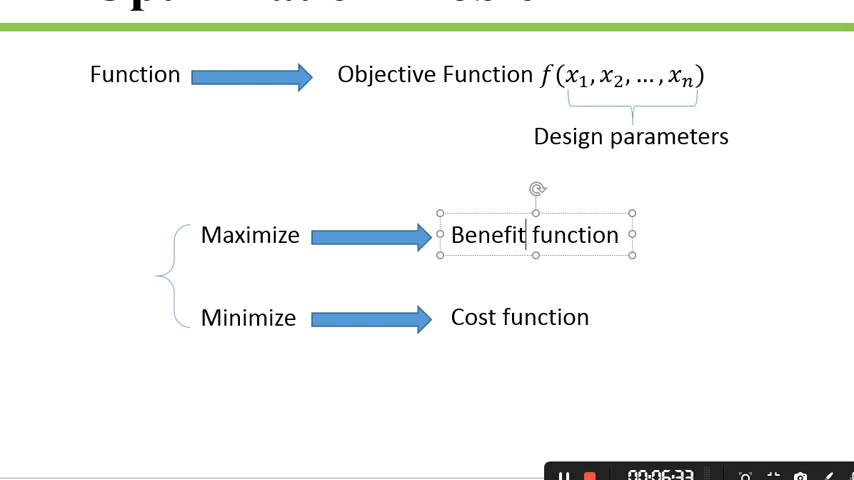 Function Objective Function f(x₁, x₂, ..., xₙ)
Design parameters
Maximize Benefit function
Minimize Cost function
00:06:33